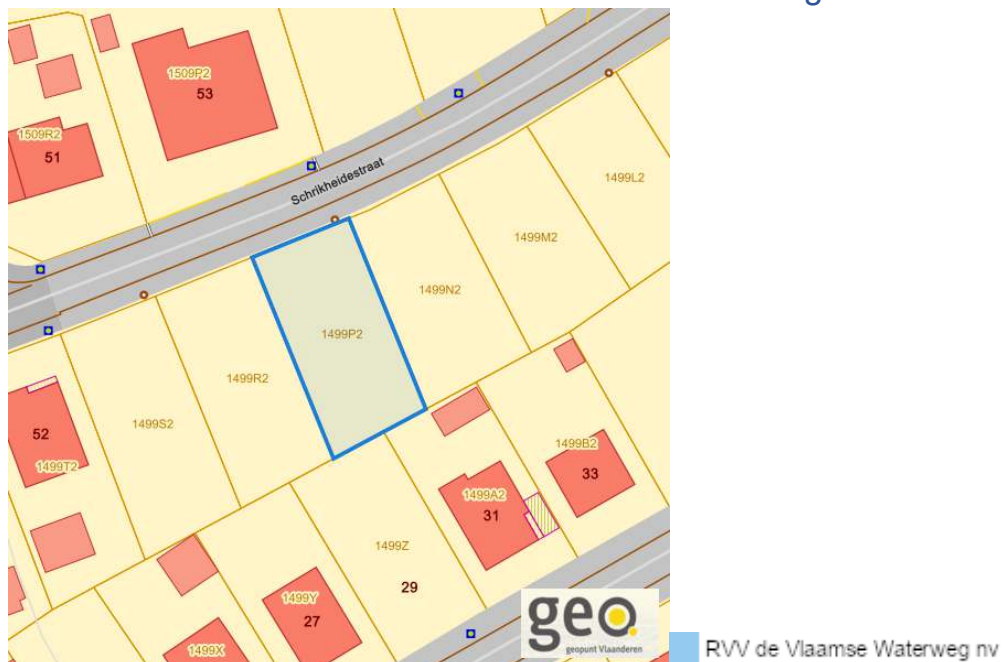 g
1509P2
53
1509R2
51
Schrikheidestraat
1499L2
1499M2
1499N2
1499P2
1499R2
1499S2
52
1499T2
1499B2
33
1499A2
31
1499Z
29
1499Y
27
1499X
geo.
geopunt Vlaanderen
RVV de Vlaamse Waterweg nv